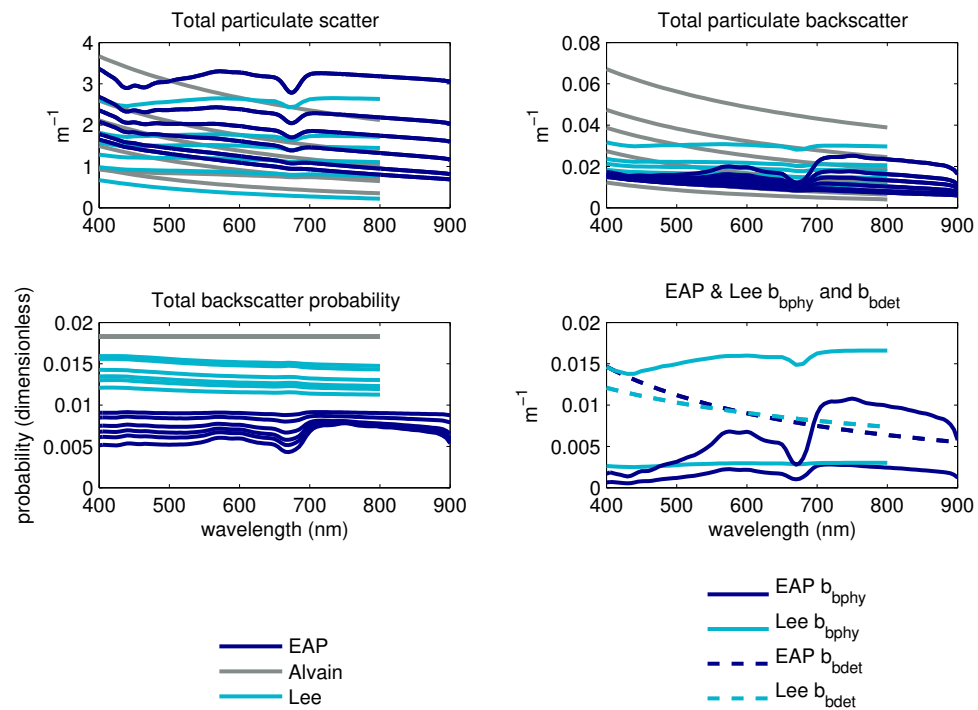 Total particulate scatter
4
3
2
1
0
m⁻¹
400 500 600 700 800 900
Total particulate backscatter
0.08
0.06
0.04
0.02
0
m⁻¹
400 500 600 700 800 900
Total backscatter probability
0.02
0.015
0.01
0.005
0
probability (dimensionless)
400 500 600 700 800 900
wavelength (nm)
EAP & Lee b_bphy and b_bdet
0.02
0.015
0.01
0.005
0
m⁻¹
400 500 600 700 800 900
wavelength (nm)
EAP
Alvain
Lee
EAP b_bphy
Lee b_bphy
EAP b_bdet
Lee b_bdet